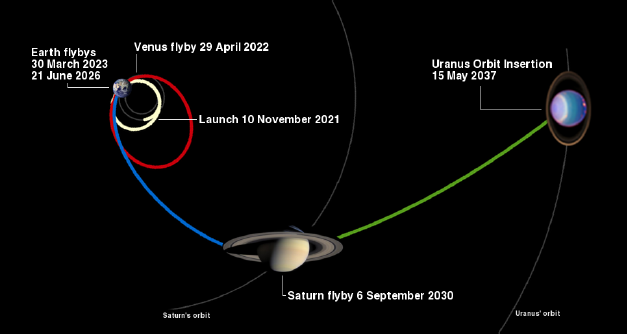 Earth flybys
30 March 2023
21 June 2026
Venus flyby 29 April 2022
Launch 10 November 2021
Uranus Orbit Insertion
15 May 2037
Saturn flyby 6 September 2030
Saturn's orbit
Uranus' orbit